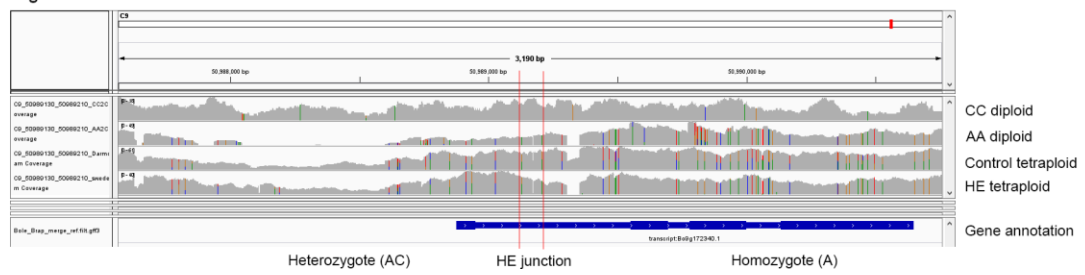 C9
3,190 bp
50,988,000 bp
50,989,000 bp
50,990,000 bp
C9_50989130_50989210_CC2C
overage
CC diploid
C9_50989130_50989210_AA2C
overage
AA diploid
C9_50989130_50989210_Darm
am Coverage
Control tetraploid
m Coverage
HE tetraploid
Bole_Brap_merge_ref.filt.gff3
transcript:Bo9g172340.1
Gene annotation
Heterozygote (AC)
HE junction
Homozygote (A)